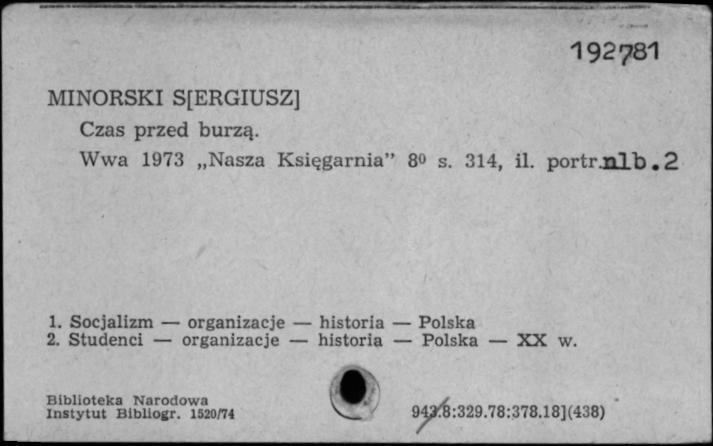 192781
MINORSKI S[ERGIUSZ]
Czas przed burzą.
Wwa 1973 „Nasza Księgarnia” 8⁰ s. 314, il. portr.nlb.2
1. Socjalizm — organizacje — historia — Polska
2. Studenci — organizacje — historia — Polska — XX w.
Biblioteka Narodowa
Instytut Bibliogr. 1520/74
943.8:329.78:378.18](438)